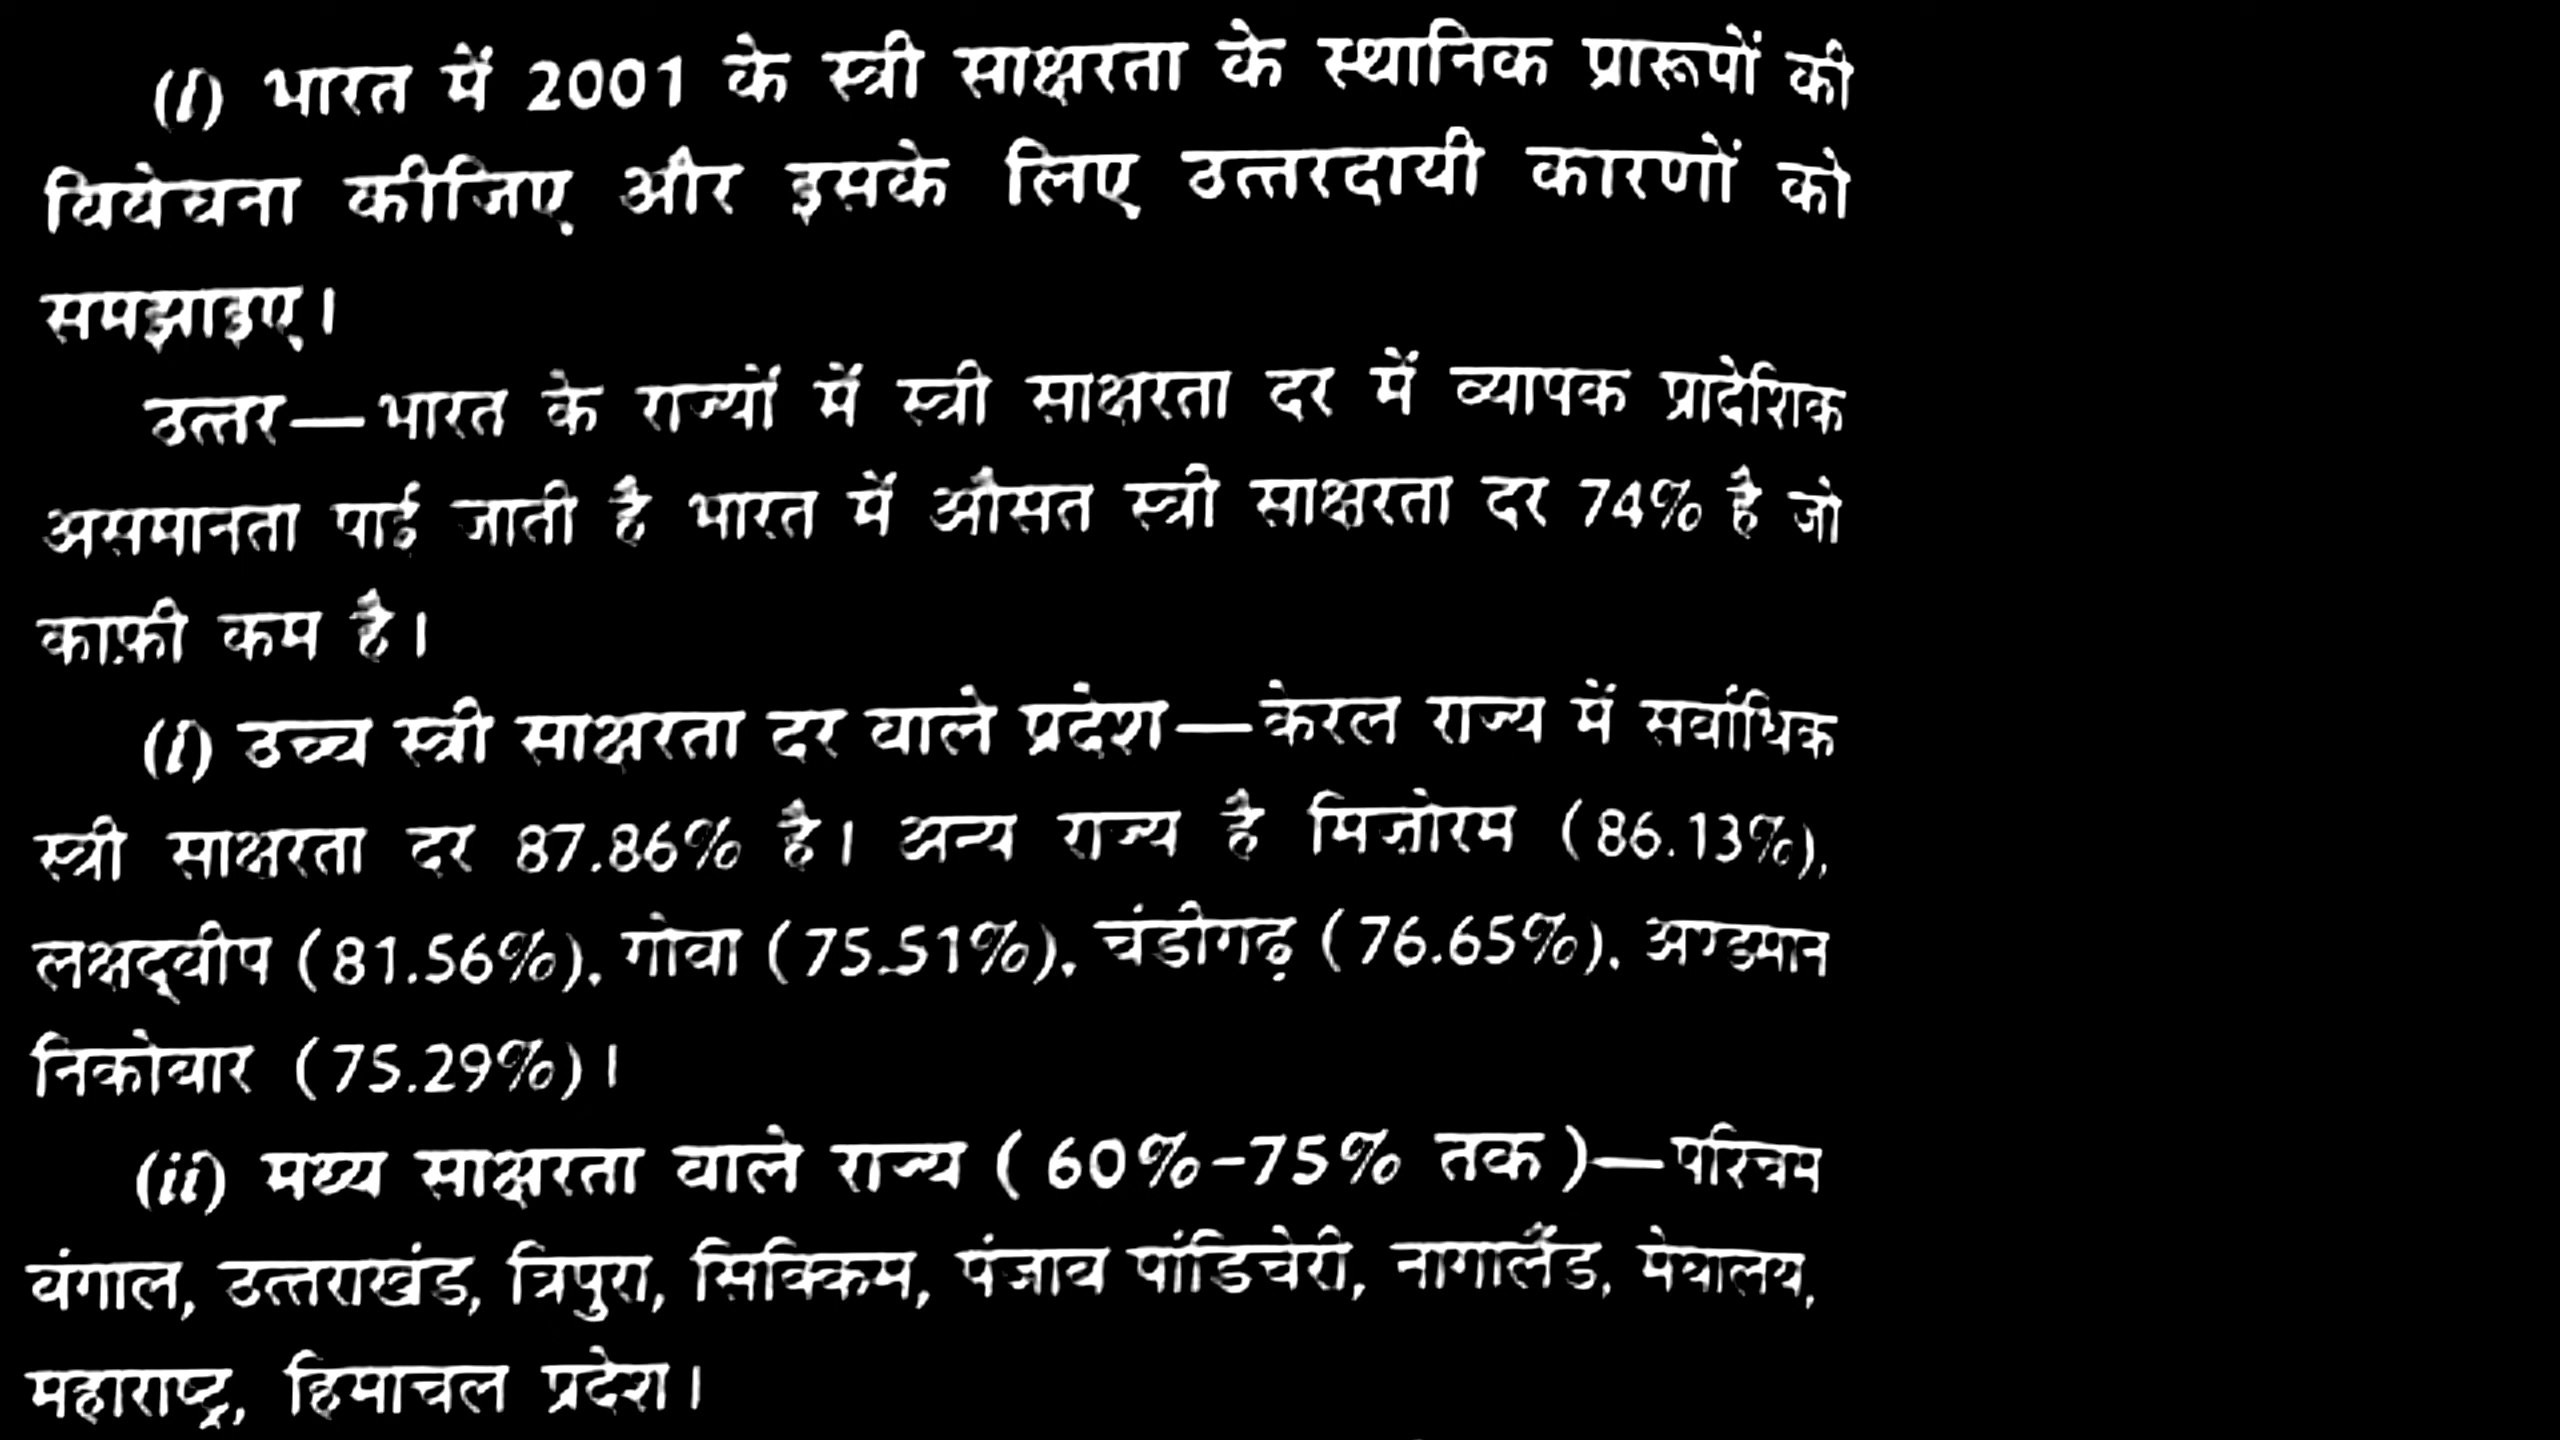 (i) भारत में 2001 के स्त्री साक्षरता के स्थानिक प्रारूपों की
विवेचना कीजिए और इसके लिए उत्तरदायी कारणों को
समझाइए।
उत्तर—भारत के राज्यों में स्त्री साक्षरता दर में व्यापक प्रादेशिक
असमानता पाई जाती है भारत में औसत स्त्री साक्षरता दर 74% है जो
काफ़ी कम है।
(i) उच्च स्त्री साक्षरता दर वाले प्रदेश—केरल राज्य में सर्वाधिक
स्त्री साक्षरता दर 87.86% है। अन्य राज्य है मिज़ोरम (86.13%),
लक्षद्वीप (81.56%), गोवा (75.51%), चंडीगढ़ (76.65%), अण्डमान
निकोबार (75.29%)।
(ii) मध्य साक्षरता वाले राज्य (60%-75% तक)—पश्चिम
बंगाल, उत्तराखंड, त्रिपुरा, सिक्किम, पंजाब पांडिचेरी, नागालैंड, मेघालय,
महाराष्ट्र, हिमाचल प्रदेश।